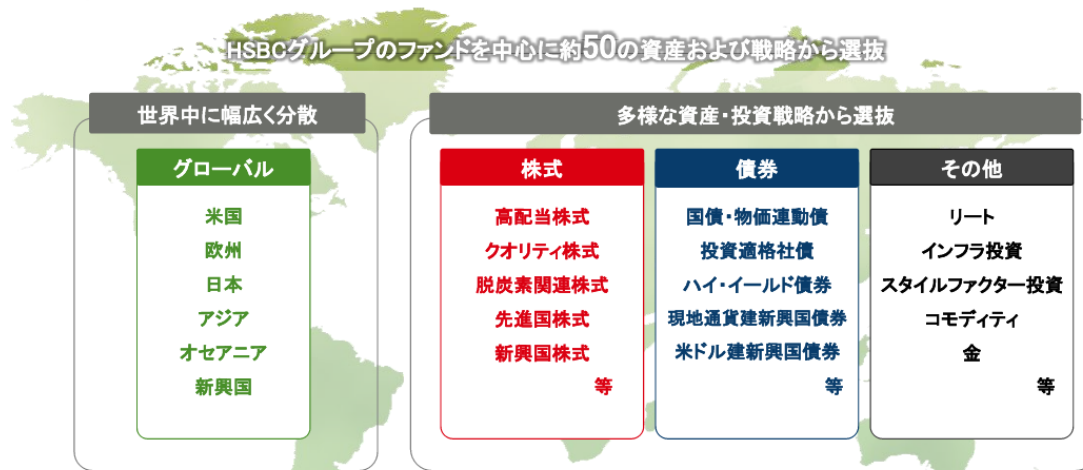 HSBCグループのファンドを中心に約50の資産および戦略から選抜
世界中に幅広く分散
グローバル
米国
欧州
日本
アジア
オセアニア
新興国
多様な資産・投資戦略から選抜
株式
高配当株式
クオリティ株式
脱炭素関連株式
先進国株式
新興国株式
等
債券
国債・物価連動債
投資適格社債
ハイ・イールド債券
現地通貨建新興国債券
米ドル建新興国債券
等
その他
リート
インフラ投資
スタイルファクター投資
コモディティ
金
等